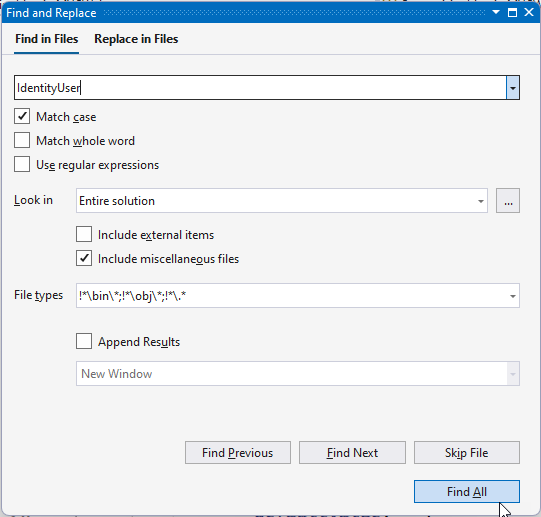 Find and Replace
Find in Files Replace in Files
IdentityUser
Match case
Match whole word
Use regular expressions
Look in Entire solution ...
Include external items
Include miscellaneous files
File types !*\bin\*;!*\obj\*;!*\.*
Append Results
New Window
Find Previous Find Next Skip File
Find All